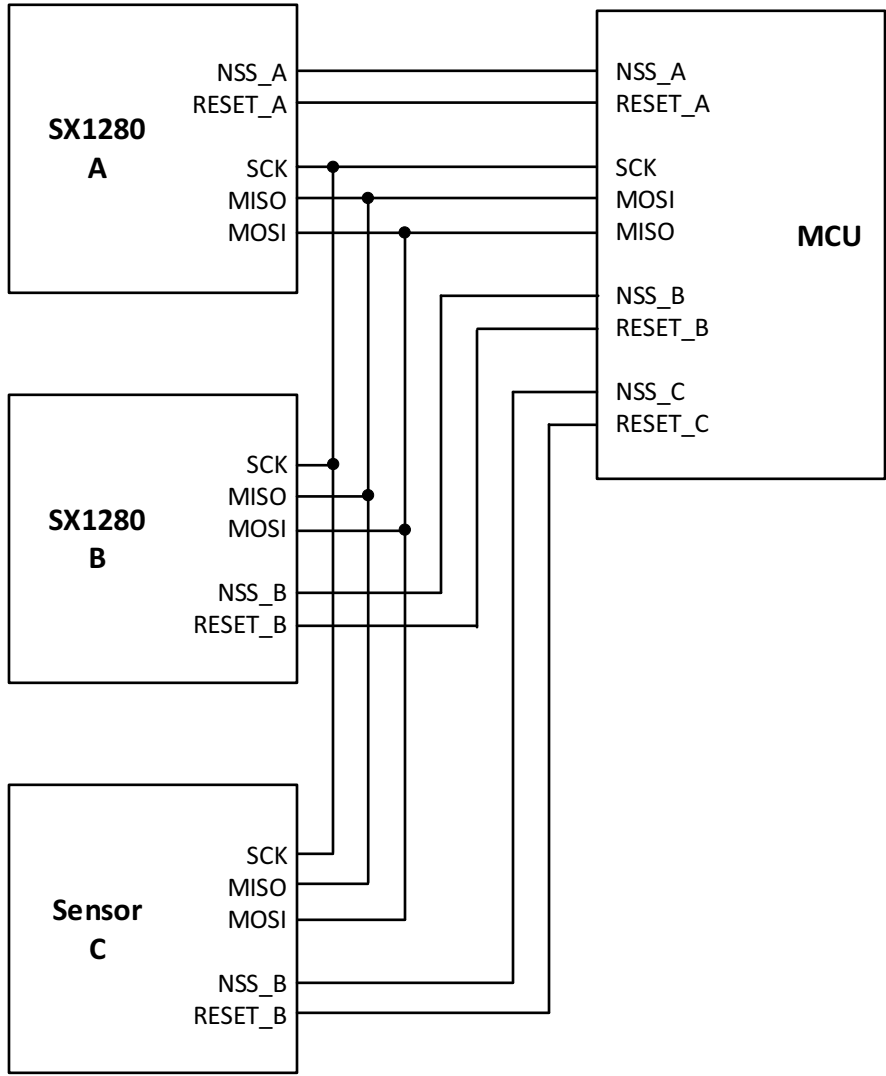 NSS_A
RESET_A
SX1280
A
SCK
MISO
MOSI
NSS_A
RESET_A
SCK
MOSI
MISO
MCU
NSS_B
RESET_B
NSS_C
RESET_C
SCK
MISO
MOSI
SX1280
B
NSS_B
RESET_B
SCK
MISO
MOSI
Sensor
C
NSS_B
RESET_B